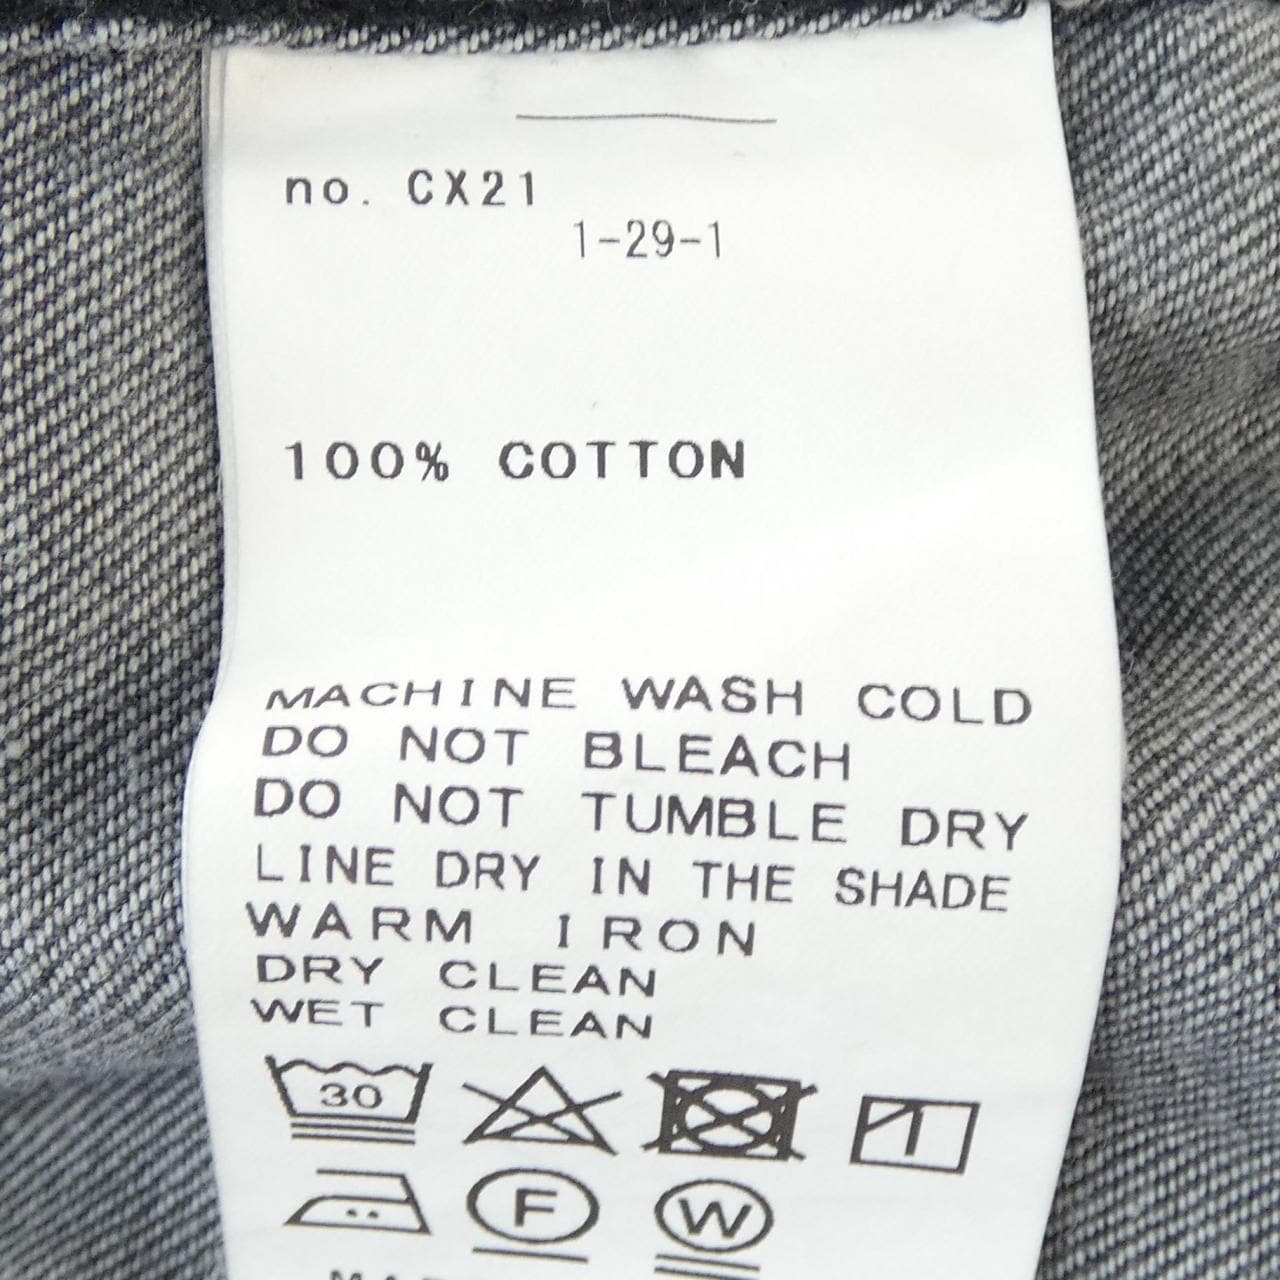 no. CX21
1-29-1
100% COTTON
MACHINE WASH COLD
DO NOT BLEACH
DO NOT TUMBLE DRY
LINE DRY IN THE SHADE
WARM IRON
DRY CLEAN
WET CLEAN
30
F
W